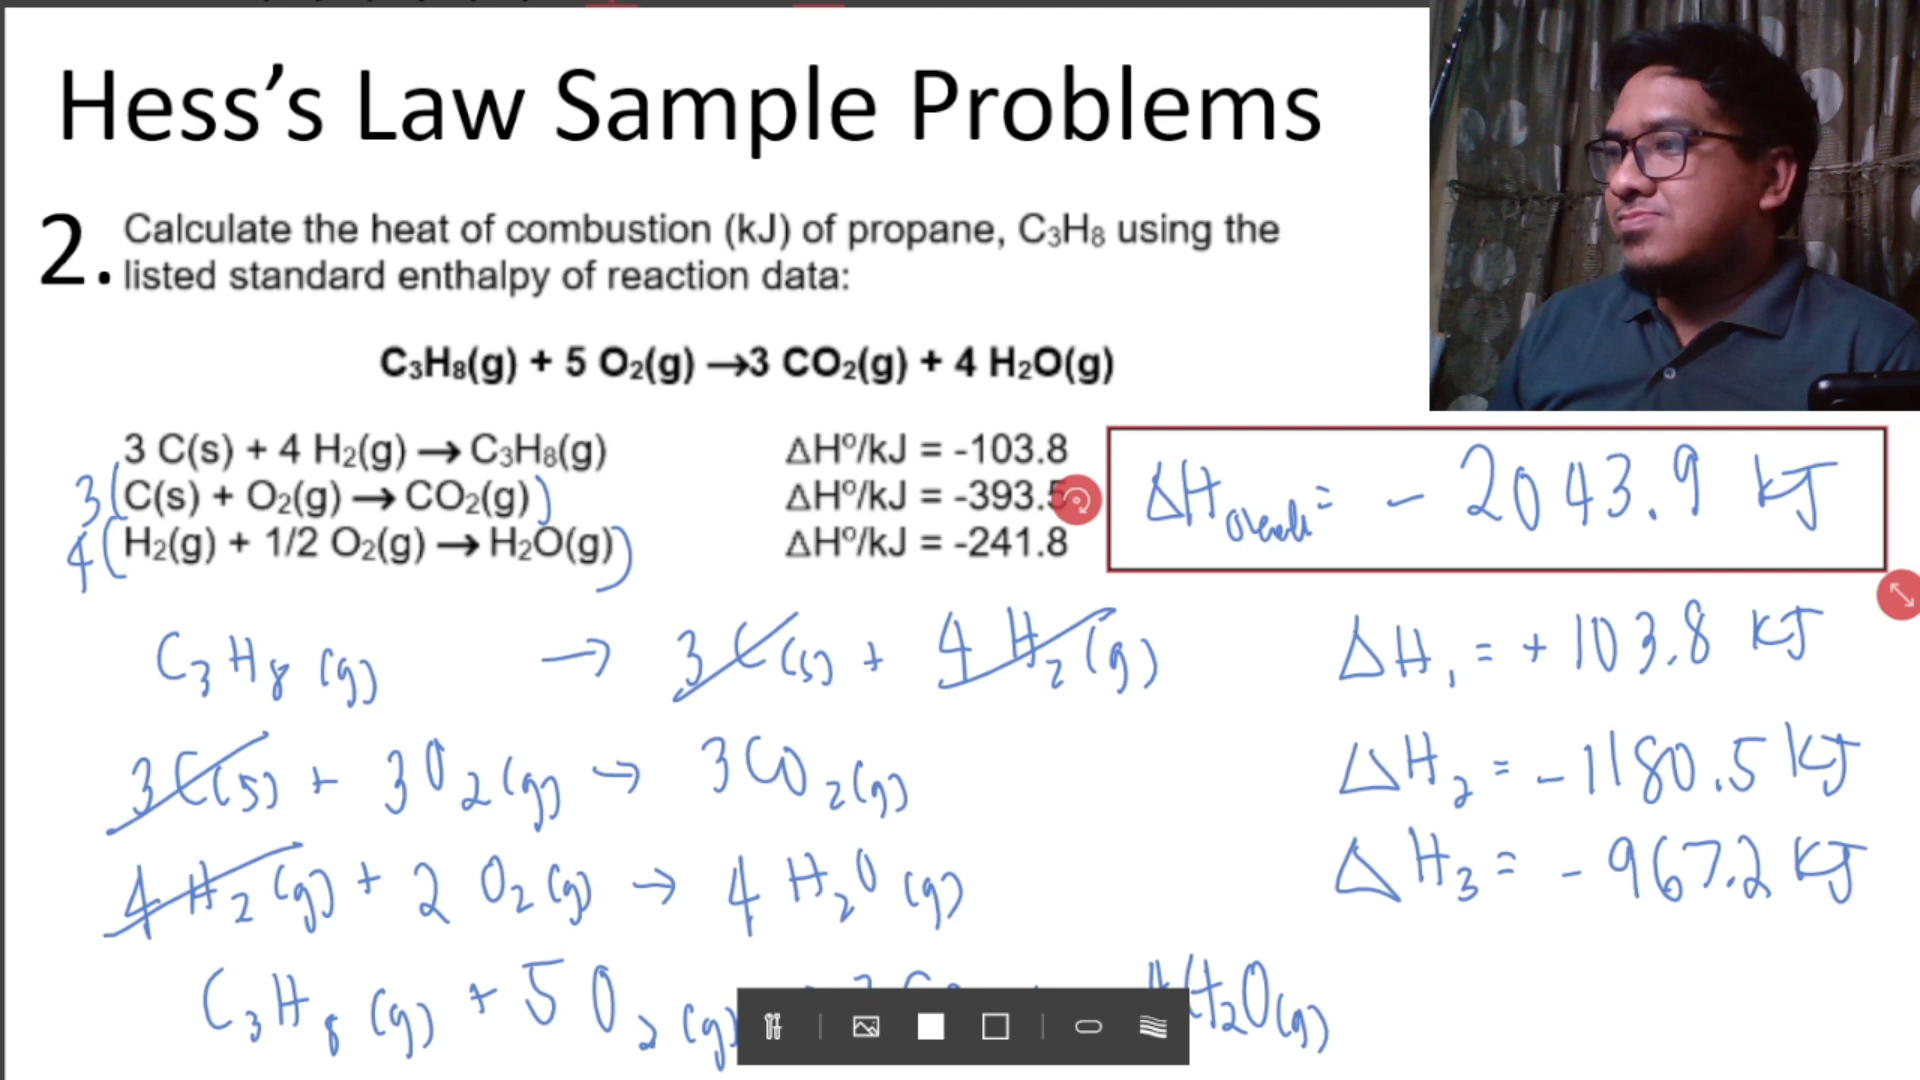 Hess's Law Sample Problems
2. Calculate the heat of combustion (kJ) of propane, C₃H₈ using the
listed standard enthalpy of reaction data:
C₃H₈(g) + 5 O₂(g) →3 CO₂(g) + 4 H₂O(g)
3 C(s) + 4 H₂(g) → C₃H₈(g) ΔHº/kJ = -103.8
3(C(s) + O₂(g) → CO₂(g)) ΔHº/kJ = -393.5
4(H₂(g) + 1/2 O₂(g) → H₂O(g)) ΔHº/kJ = -241.8
ΔH = - 2043.9 kJ
C₃H₈(g) → 3C(s) + 4H₂(g) ΔH₁ = +103.8 KJ
3C(s) + 3O₂(g) → 3CO₂(g) ΔH₂ = -1180.5 KJ
4H₂(g) + 2O₂(g) → 4H₂O(g) ΔH₃ = -967.2 KJ
C₃H₈(g) + 5O₂(g) 4H₂O(g)